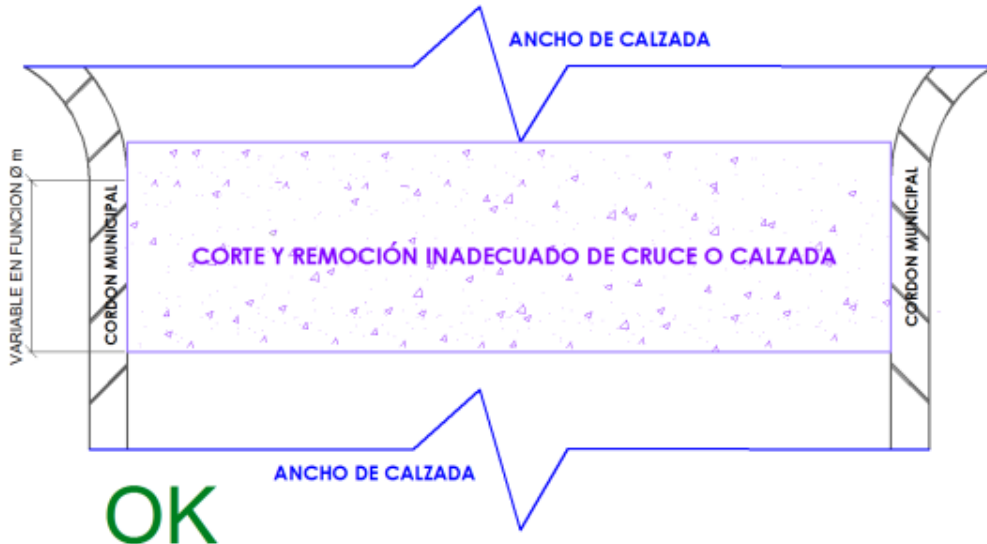 ANCHO DE CALZADA
VARIABLE EN FUNCION Ø m
CORDON MUNICIPAL
CORTE Y REMOCIÓN INADECUADO DE CRUCE O CALZADA
CORDON MUNICIPAL
ANCHO DE CALZADA
OK